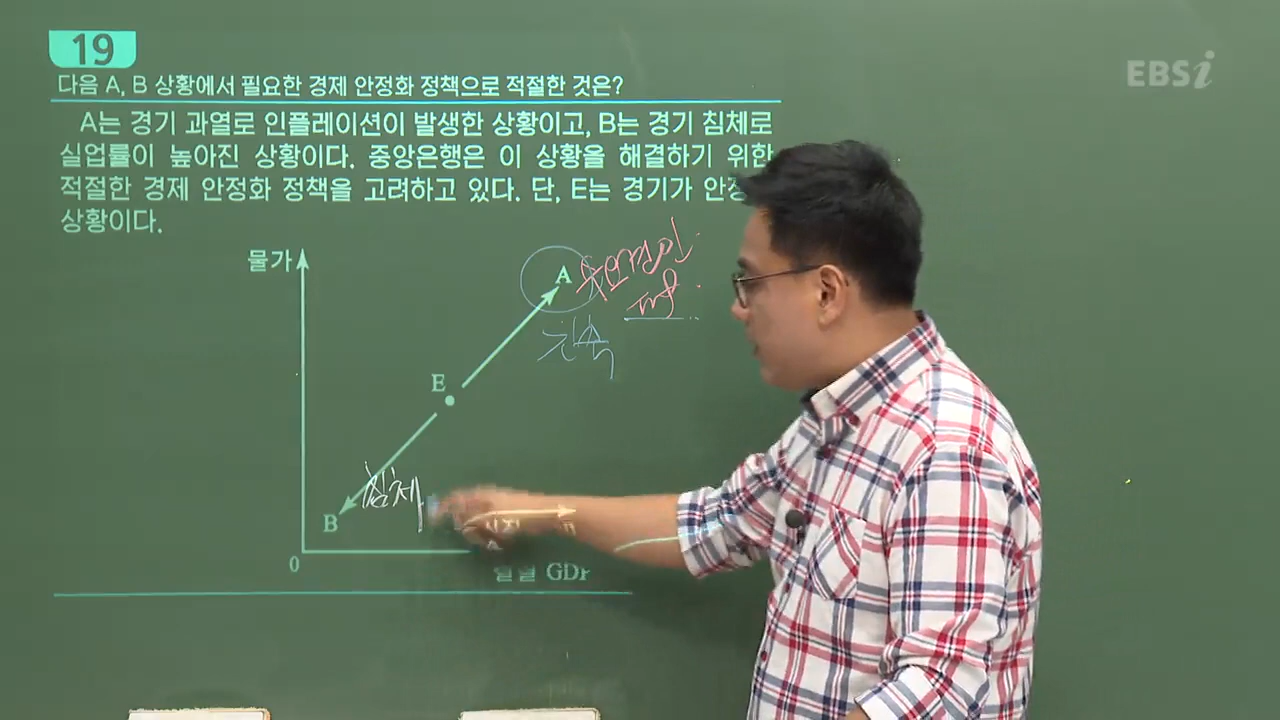 19
EBSi
다음 A, B 상황에서 필요한 경제 안정화 정책으로 적절한 것은?
A는 경기 과열로 인플레이션이 발생한 상황이고, B는 경기 침체로
실업률이 높아진 상황이다. 중앙은행은 이 상황을 해결하기 위한
적절한 경제 안정화 정책을 고려하고 있다. 단, E는 경기가
상황이다.
물가
A
E
침체
B
0
GDP